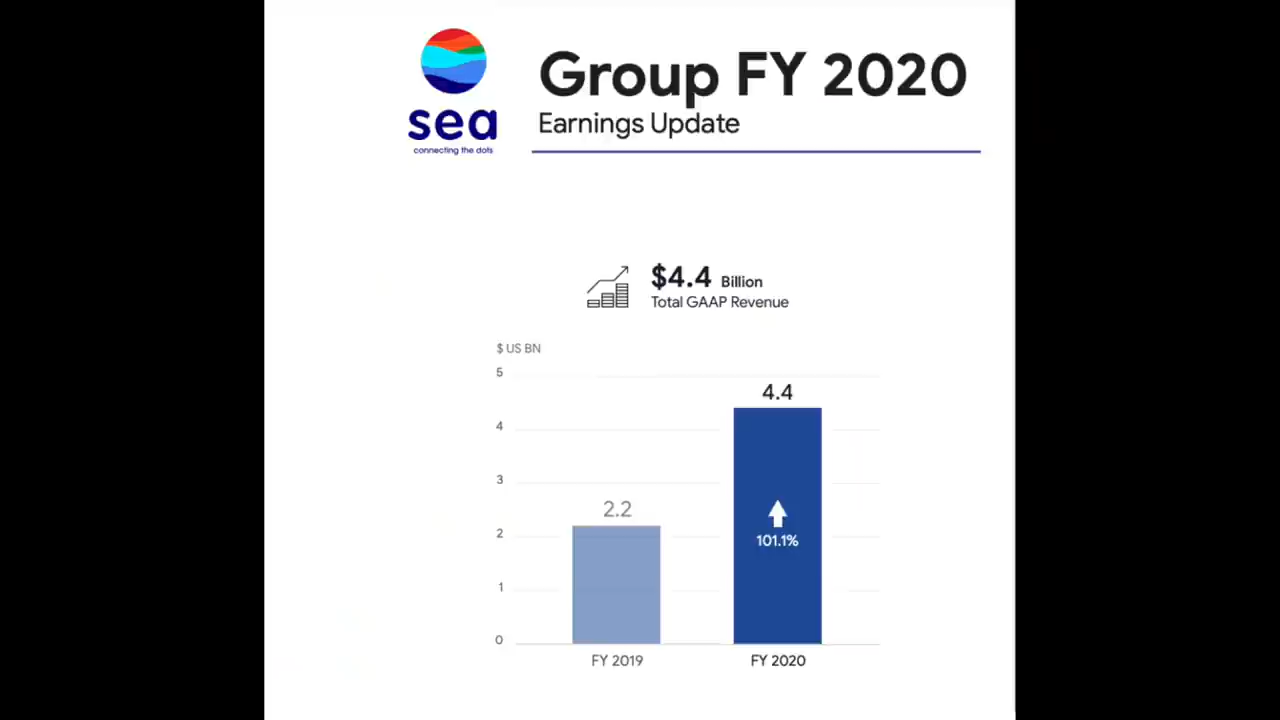 sea
connecting the dots
Group FY 2020
Earnings Update
$4.4 Billion
Total GAAP Revenue
$ US BN
5
4
3
2
1
0
2.2
4.4
101.1%
FY 2019
FY 2020